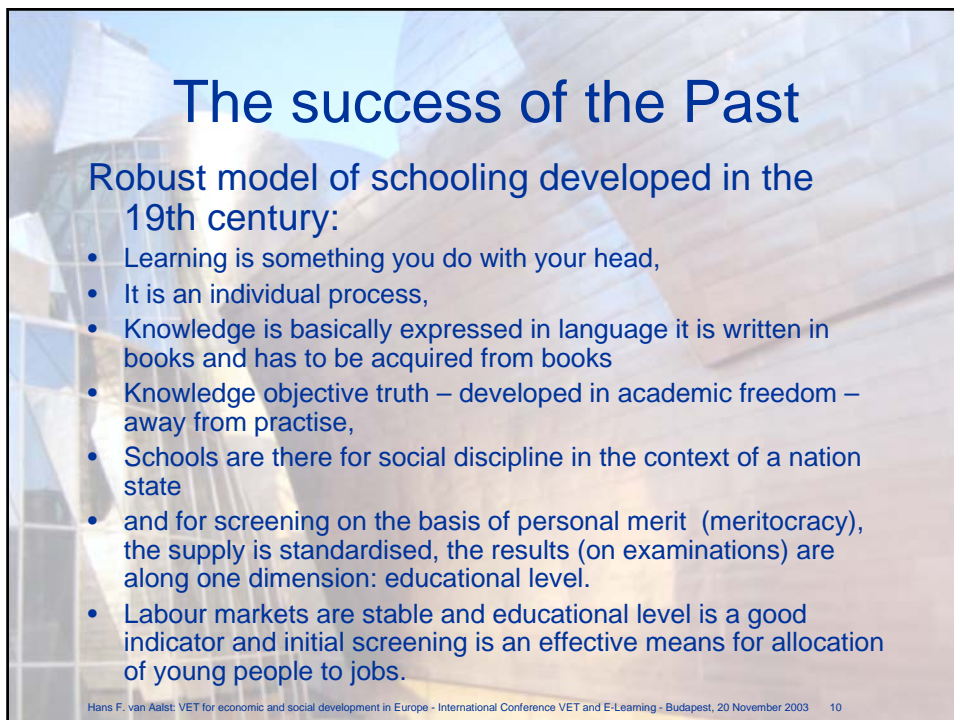 The success of the Past
Robust model of schooling developed in the
19th century:
• Learning is something you do with your head,
• It is an individual process,
• Knowledge is basically expressed in language it is written in
books and has to be acquired from books
• Knowledge objective truth – developed in academic freedom –
away from practise,
• Schools are there for social discipline in the context of a nation
state
• and for screening on the basis of personal merit (meritocracy),
the supply is standardised, the results (on examinations) are
along one dimension: educational level.
• Labour markets are stable and educational level is a good
indicator and initial screening is an effective means for allocation
of young people to jobs.
Hans F. van Aalst: VET for economic and social development in Europe - International Conference VET and E-Learning - Budapest, 20 November 2003 10